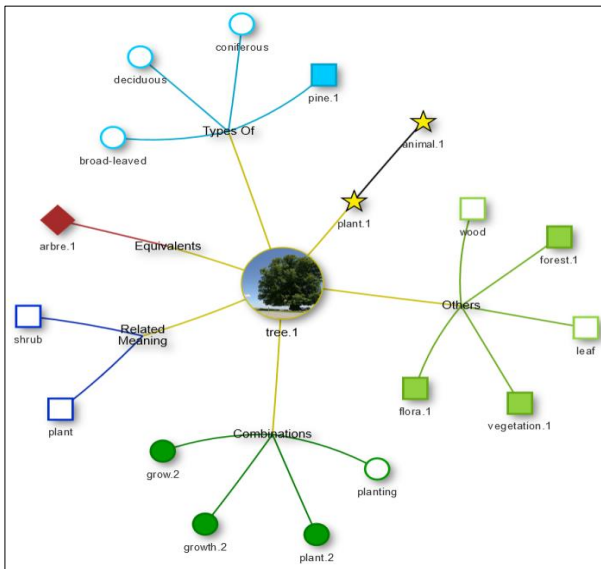 coniferous
deciduous
pine.1
Types Of
animal.1
broad-leaved
plant.1
wood
arbre.1
Equivalents
forest.1
Others
shrub
Related
Meaning
tree.1
leaf
plant
flora.1
vegetation.1
Combinations
grow.2
planting
growth.2
plant.2